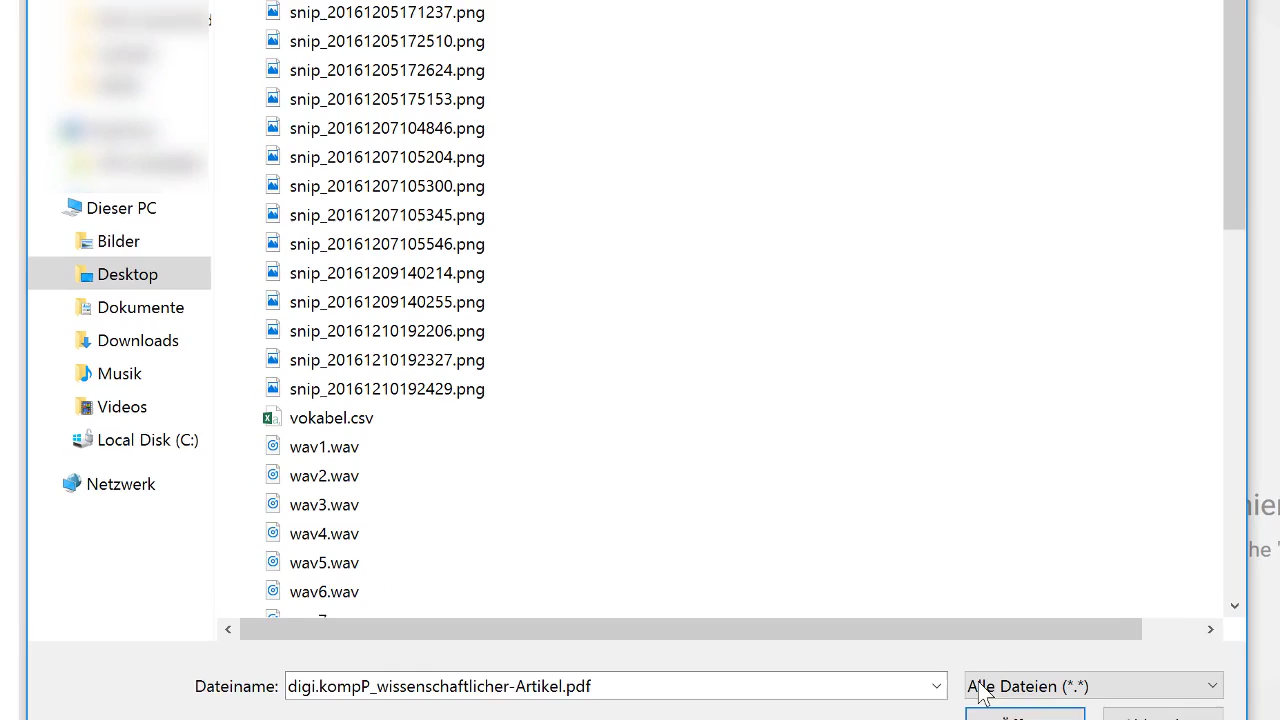 snip_20161205171237.png
snip_20161205172510.png
snip_20161205172624.png
snip_20161205175153.png
snip_20161207104846.png
snip_20161207105204.png
snip_20161207105300.png
snip_20161207105345.png
snip_20161207105546.png
snip_20161209140214.png
snip_20161209140255.png
snip_20161210192206.png
snip_20161210192327.png
snip_20161210192429.png
vokabel.csv
wav1.wav
wav2.wav
wav3.wav
wav4.wav
wav5.wav
wav6.wav
Dieser PC
Bilder
Desktop
Dokumente
Downloads
Musik
Videos
Local Disk (C:)
Netzwerk
Dateiname: digi.kompP_wissenschaftlicher-Artikel.pdf
Alle Dateien (*.*)